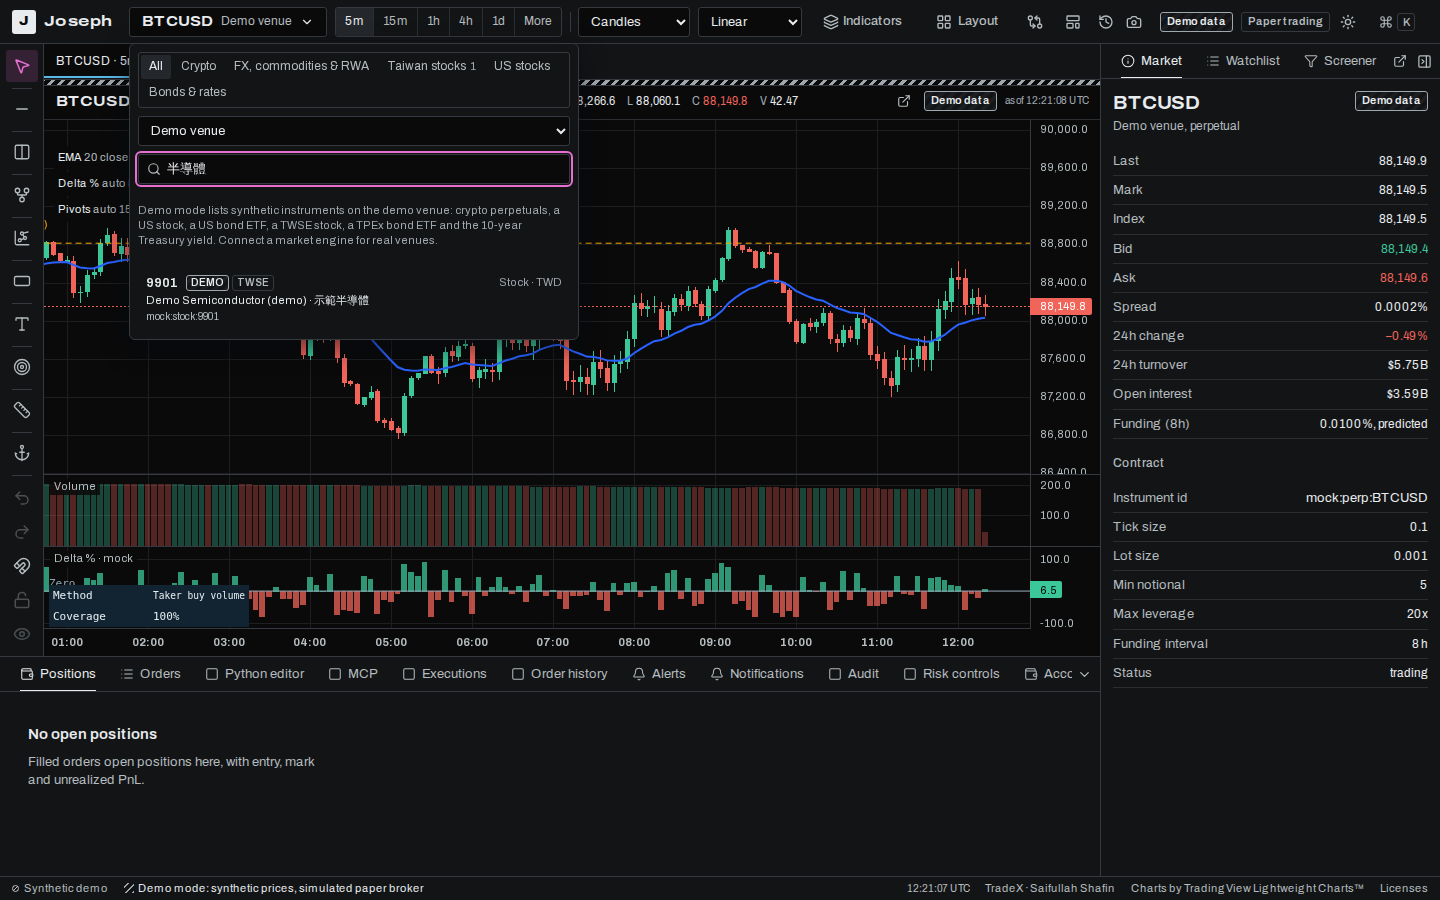 J Joseph
BTCUSD Demo venue
5m 15m 1h 4h 1d More
Candles
Linear
Indicators
Layout
Demo data
Paper trading
⌘ K
BTCUSD · 5
All Crypto FX, commodities & RWA Taiwan stocks 1 US stocks
Bonds & rates
Demo venue
半導體
Demo mode lists synthetic instruments on the demo venue: crypto perpetuals, a
US stock, a US bond ETF, a TWSE stock, a TPEx bond ETF and the 10-year
Treasury yield. Connect a market engine for real venues.
9901 DEMO TWSE Stock · TWD
Demo Semiconductor (demo) · 示範半導體
mock:stock:9901
BTCUSD
,266.6 L 88,060.1 C 88,149.8 V 42.47
Demo data as of 12:21:08 UTC
EMA 20 close
Delta % auto
Pivots auto 15
90,000.0
89,600.0
89,200.0
88,800.0
88,400.0
88,149.8
88,000.0
87,600.0
87,200.0
86,800.0
86,400.0
Volume
200.0
100.0
Delta % · mock
100.0
Zero
6.5
-100.0
Method Taker buy volume
Coverage 100%
01:00 02:00 03:00 04:00 05:00 06:00 07:00 08:00 09:00 10:00 11:00 12:00
Market Watchlist Screener
BTCUSD Demo data
Demo venue, perpetual
Last 88,149.9
Mark 88,149.5
Index 88,149.5
Bid 88,149.4
Ask 88,149.6
Spread 0.0002%
24h change −0.49%
24h turnover $5.75B
Open interest $3.59B
Funding (8h) 0.0100%, predicted
Contract
Instrument id mock:perp:BTCUSD
Tick size 0.1
Lot size 0.001
Min notional 5
Max leverage 20x
Funding interval 8h
Status trading
Positions Orders Python editor MCP Executions Order history Alerts Notifications Audit Risk controls Acco
No open positions
Filled orders open positions here, with entry, mark
and unrealized PnL.
Synthetic demo Demo mode: synthetic prices, simulated paper broker
12:21:07 UTC TradeX · Saifullah Shafin Charts by TradingView Lightweight Charts™ Licenses